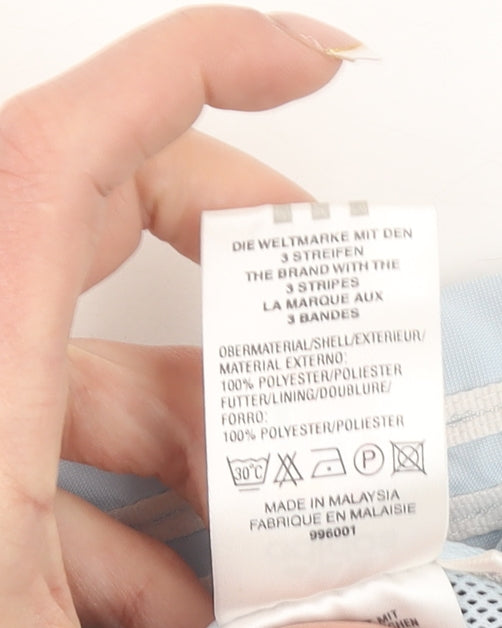 DIE WELTMARKE MIT DEN
3 STREIFEN
THE BRAND WITH THE
3 STRIPES
LA MARQUE AUX
3 BANDES
OBERMATERIAL/SHELL/EXTERIEUR/
MATERIAL EXTERNO:
100% POLYESTER/POLIESTER
FUTTER/LINING/DOUBLURE/
FORRO:
100% POLYESTER/POLIESTER
30°C P
MADE IN MALAYSIA
FABRIQUE EN MALAISIE
996001
MIT